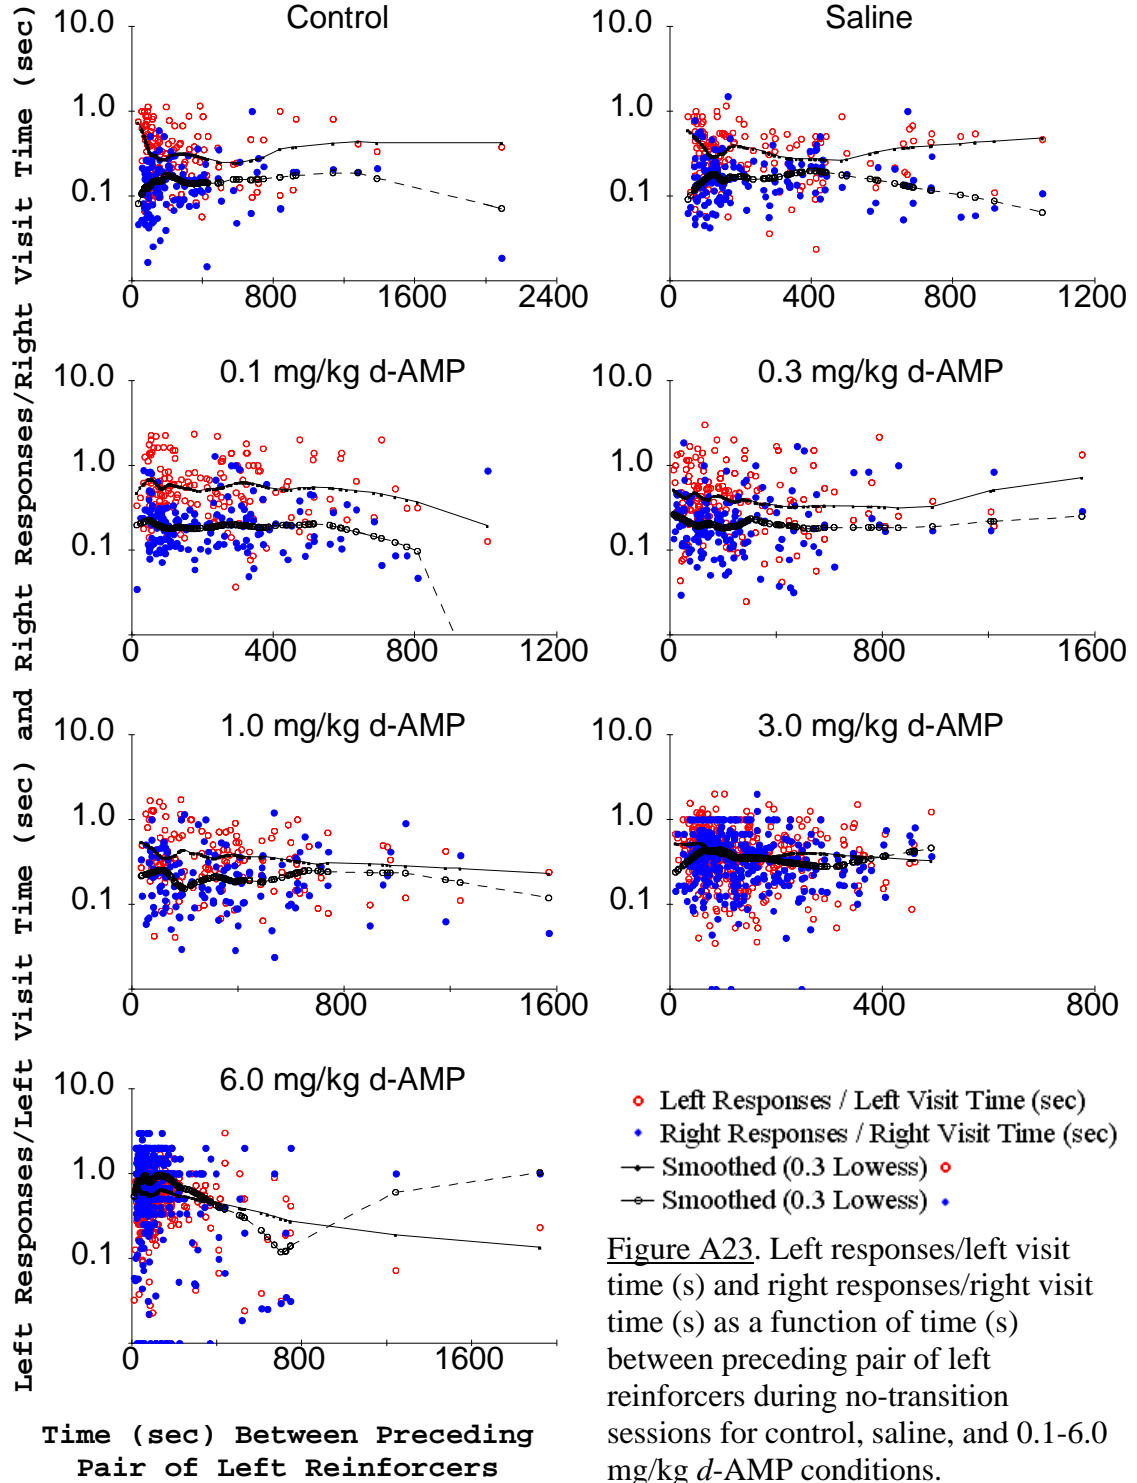 Left Responses/Left Visit Time (sec) and Right Responses/Right Visit Time (sec)
Control
10.0
1.0
0.1
0 800 1600 2400
Saline
10.0
1.0
0.1
0 400 800 1200
0.1 mg/kg d-AMP
10.0
1.0
0.1
0 400 800 1200
0.3 mg/kg d-AMP
10.0
1.0
0.1
0 800 1600
1.0 mg/kg d-AMP
10.0
1.0
0.1
0 800 1600
3.0 mg/kg d-AMP
10.0
1.0
0.1
0 400 800
6.0 mg/kg d-AMP
10.0
1.0
0.1
0 800 1600
Time (sec) Between Preceding
Pair of Left Reinforcers
Left Responses / Left Visit Time (sec)
Right Responses / Right Visit Time (sec)
Smoothed (0.3 Lowess)
Smoothed (0.3 Lowess)
Figure A23. Left responses/left visit
time (s) and right responses/right visit
time (s) as a function of time (s)
between preceding pair of left
reinforcers during no-transition
sessions for control, saline, and 0.1-6.0
mg/kg d-AMP conditions.